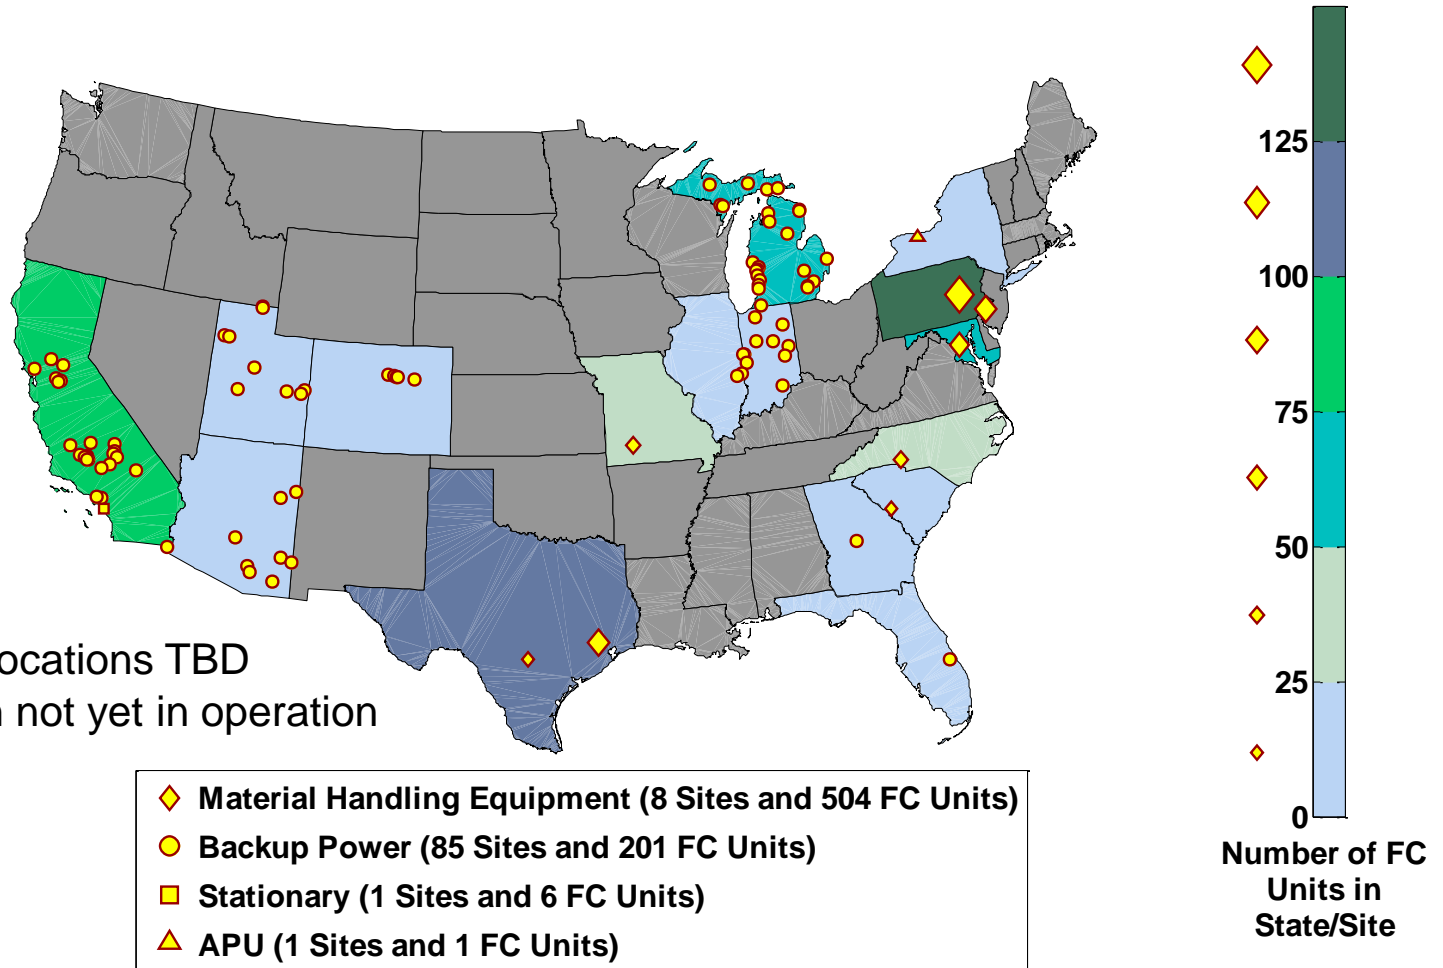 125
100
75
50
25
0
Number of FC
Units in
State/Site
ocations TBD
not yet in operation
Material Handling Equipment (8 Sites and 504 FC Units)
Backup Power (85 Sites and 201 FC Units)
Stationary (1 Sites and 6 FC Units)
APU (1 Sites and 1 FC Units)